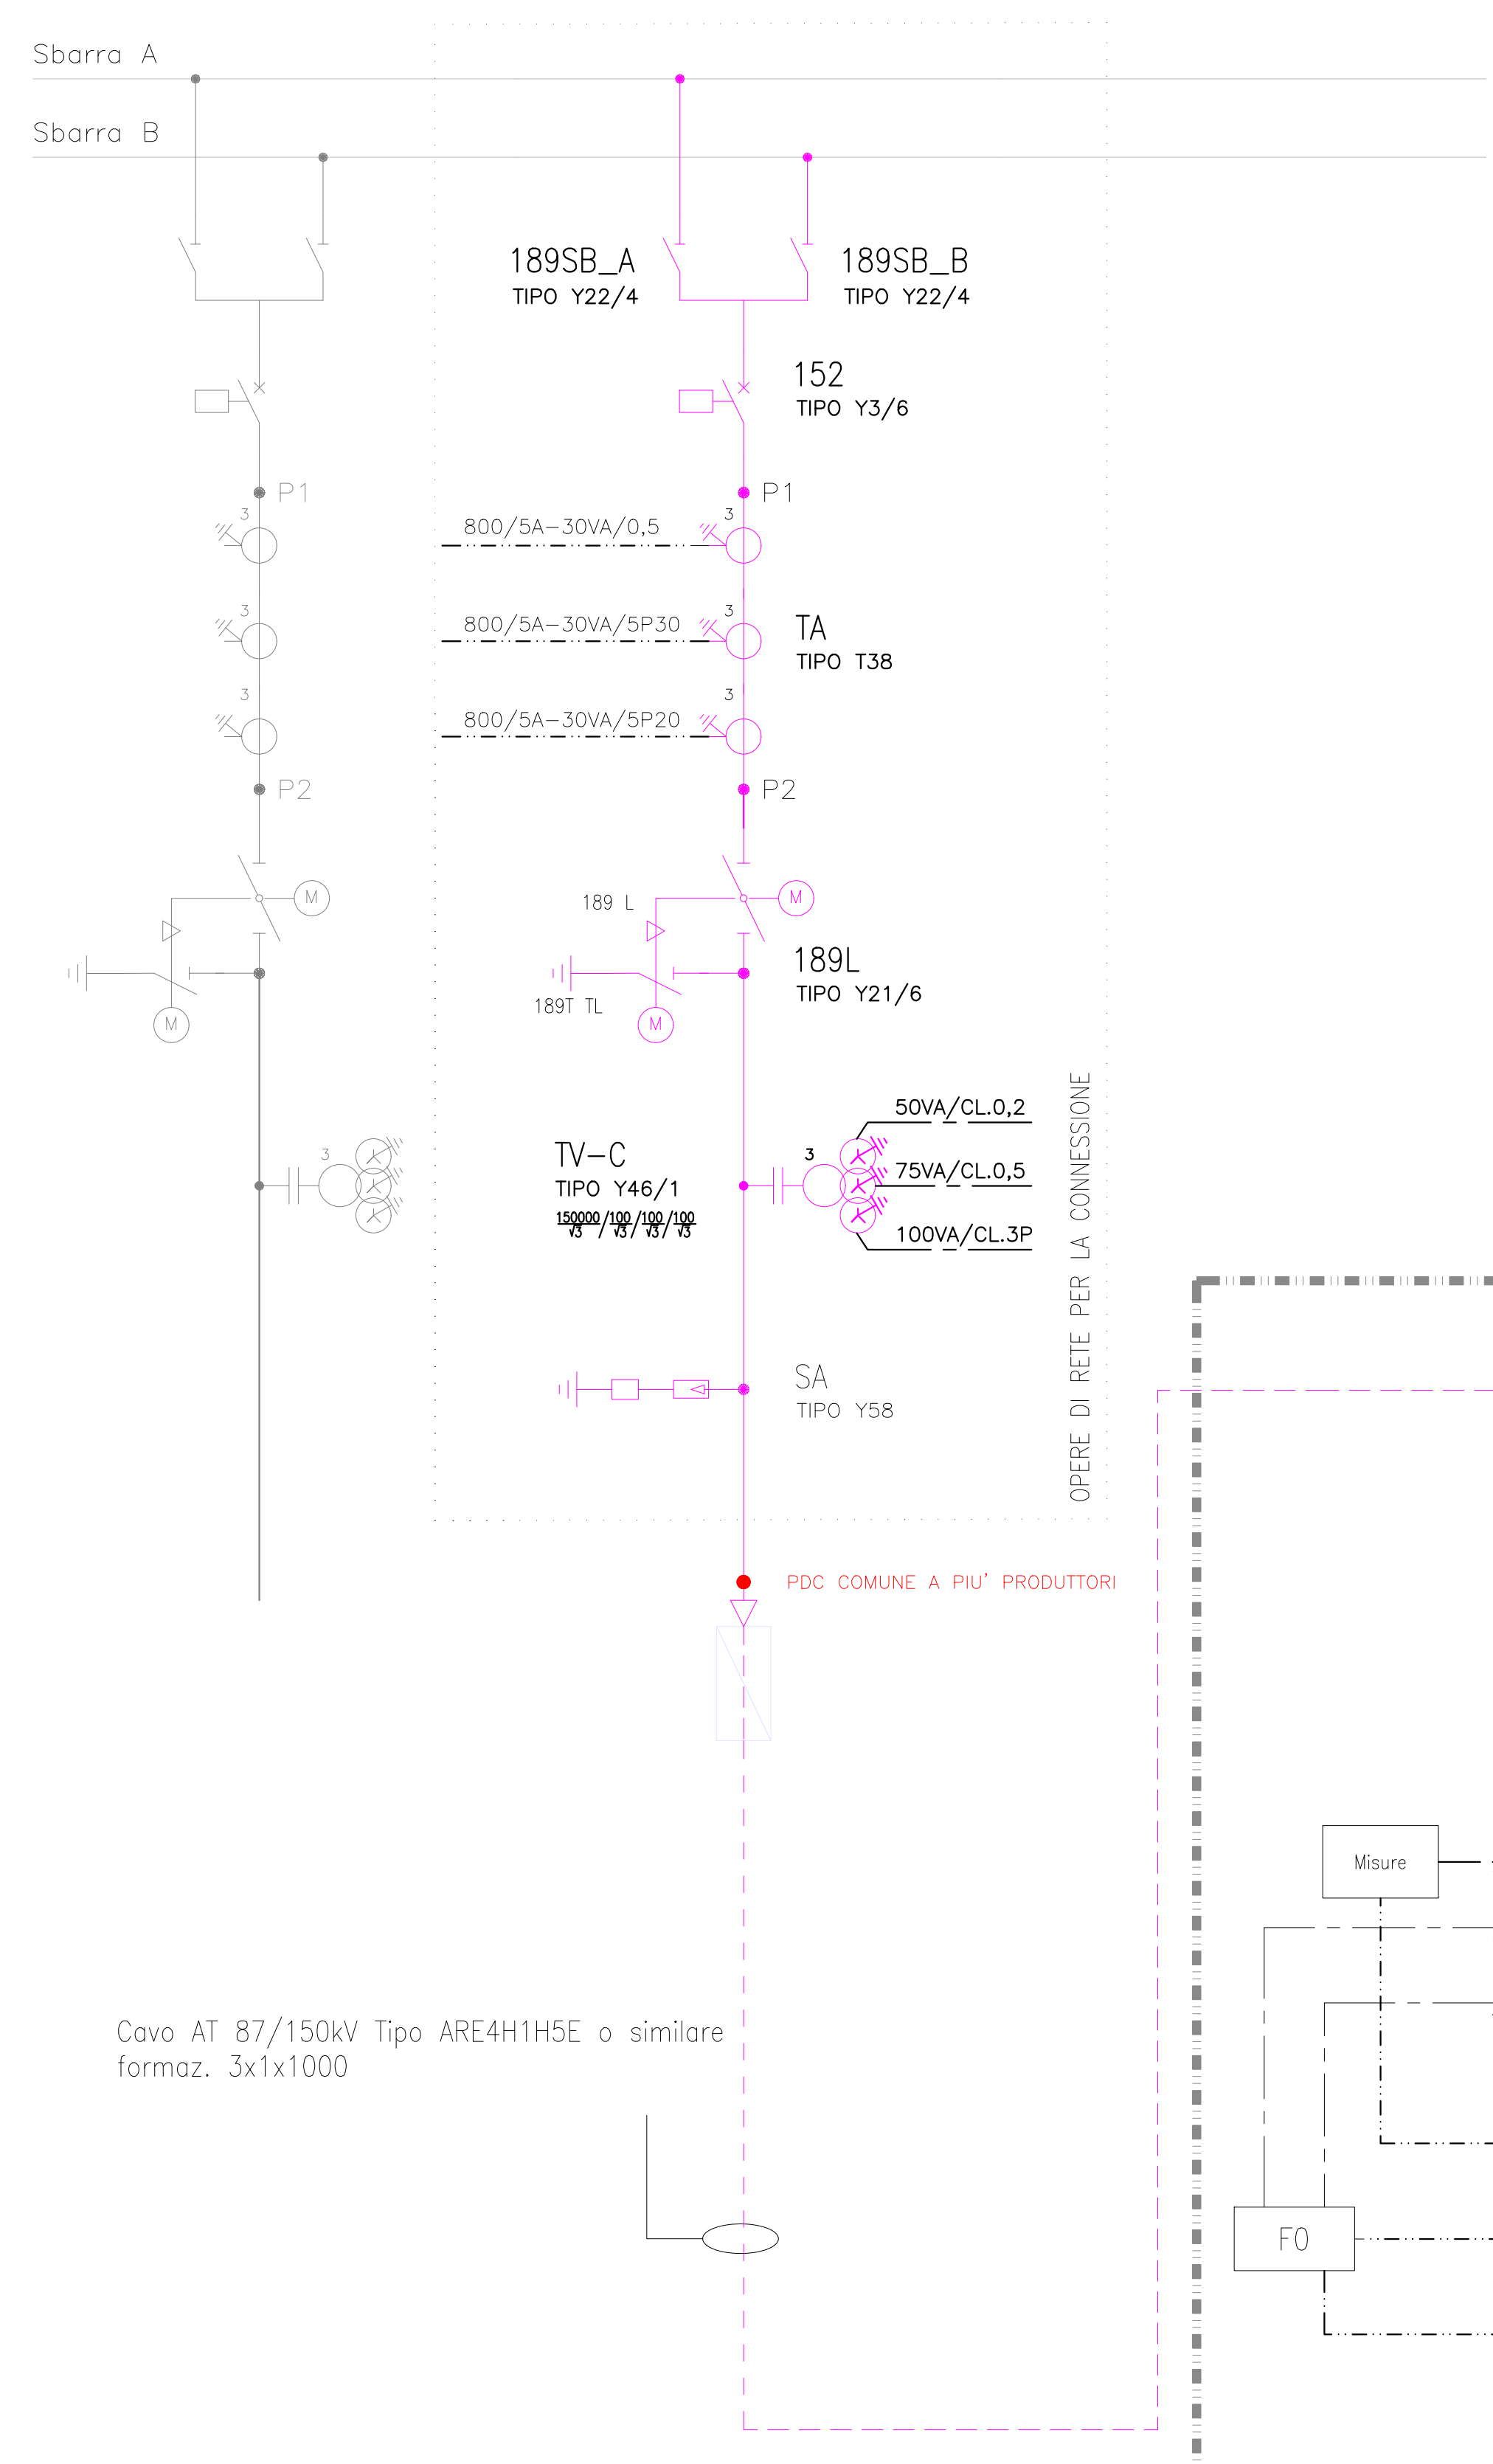 Sbarra A
Sbarra B
189SB_A
TIPO Y22/4
189SB_B
TIPO Y22/4
152
TIPO Y3/6
P1
P1
3
3
800/5A-30VA/0,5
3
3
800/5A-30VA/5P30
TA
TIPO T38
3
3
800/5A-30VA/5P20
P2
P2
M
189 L
M
189L
TIPO Y21/6
189T TL
M
M
50VA/CL.0,2
3
TV-C
3
75VA/CL.0,5
TIPO Y46/1
150000/√3 / 100/√3 / 100/√3 / 100/√3
100VA/CL.3P
OPERE DI RETE PER LA CONNESSIONE
SA
TIPO Y58
PDC COMUNE A PIU' PRODUTTORI
Misure
Cavo AT 87/150kV Tipo ARE4H1H5E o similare
formaz. 3x1x1000
FO